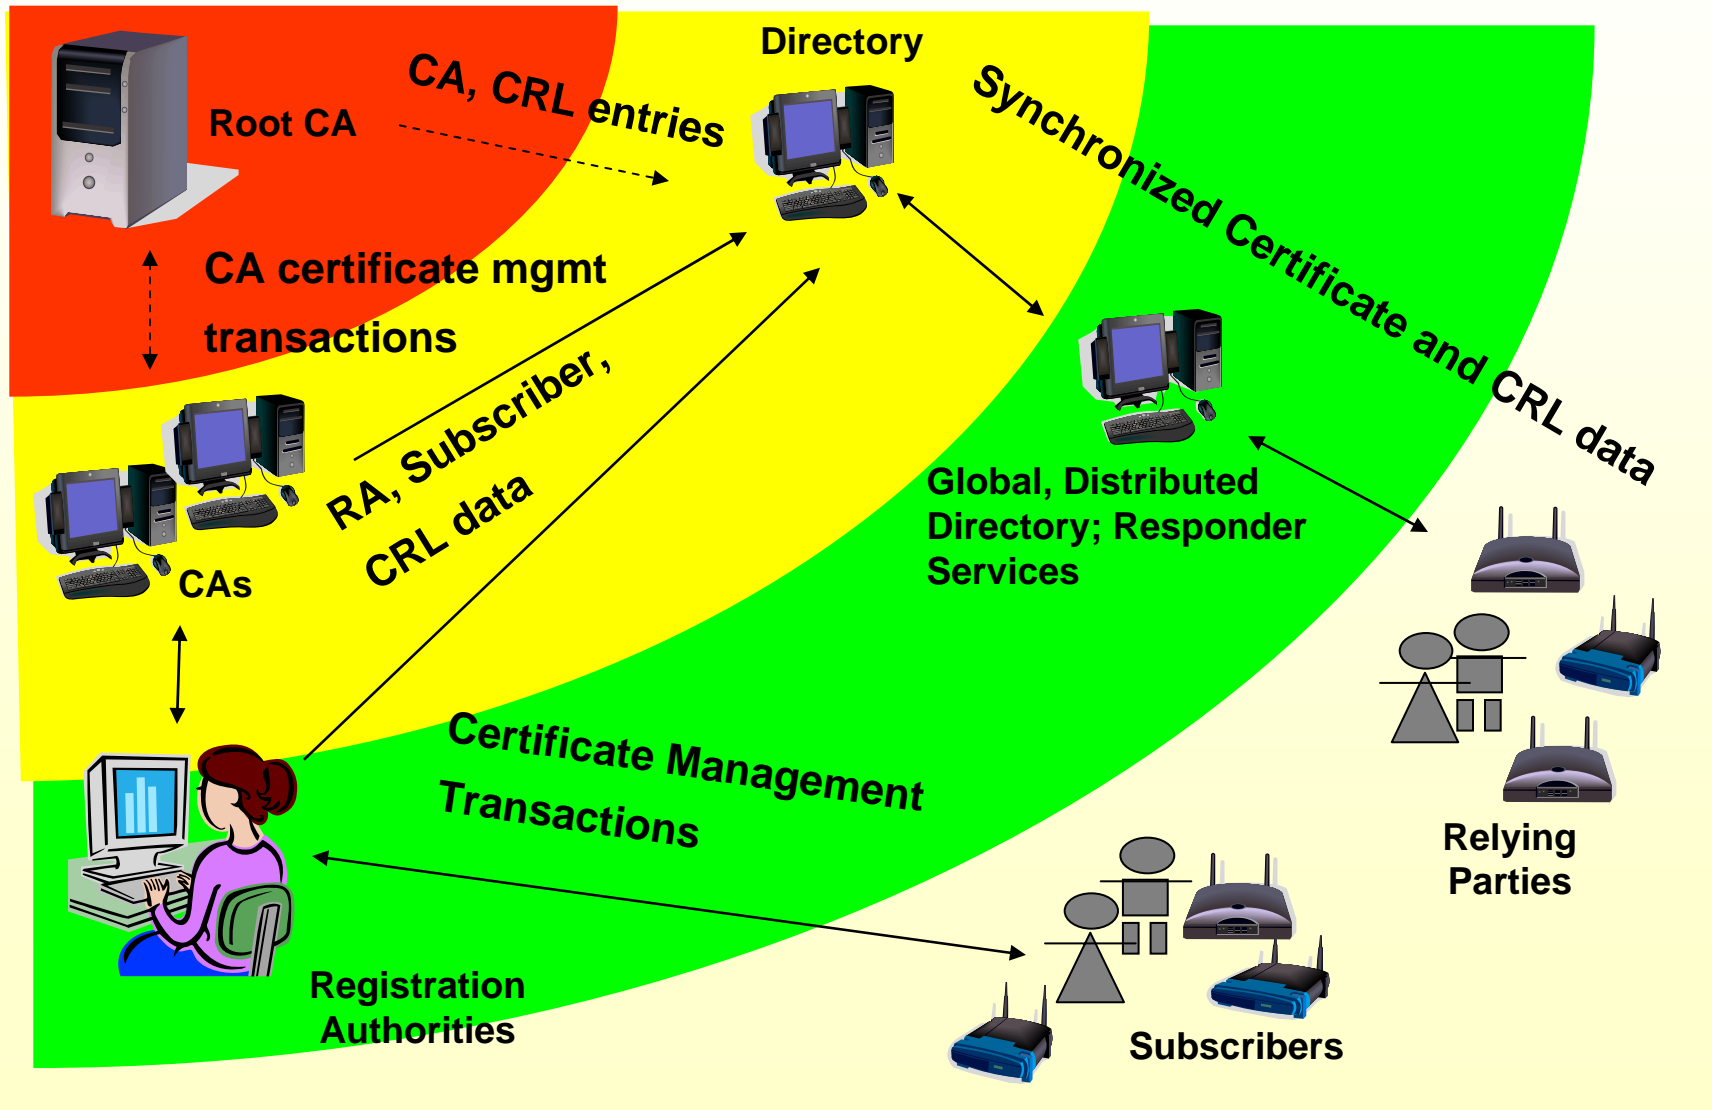 Directory
CA, CRL entries
Root CA
Synchronized Certificate and CRL data
CA certificate mgmt
transactions
RA, Subscriber,
CRL data
CAs
Global, Distributed
Directory; Responder
Services
Certificate Management
Transactions
Relying
Parties
Registration
Authorities
Subscribers